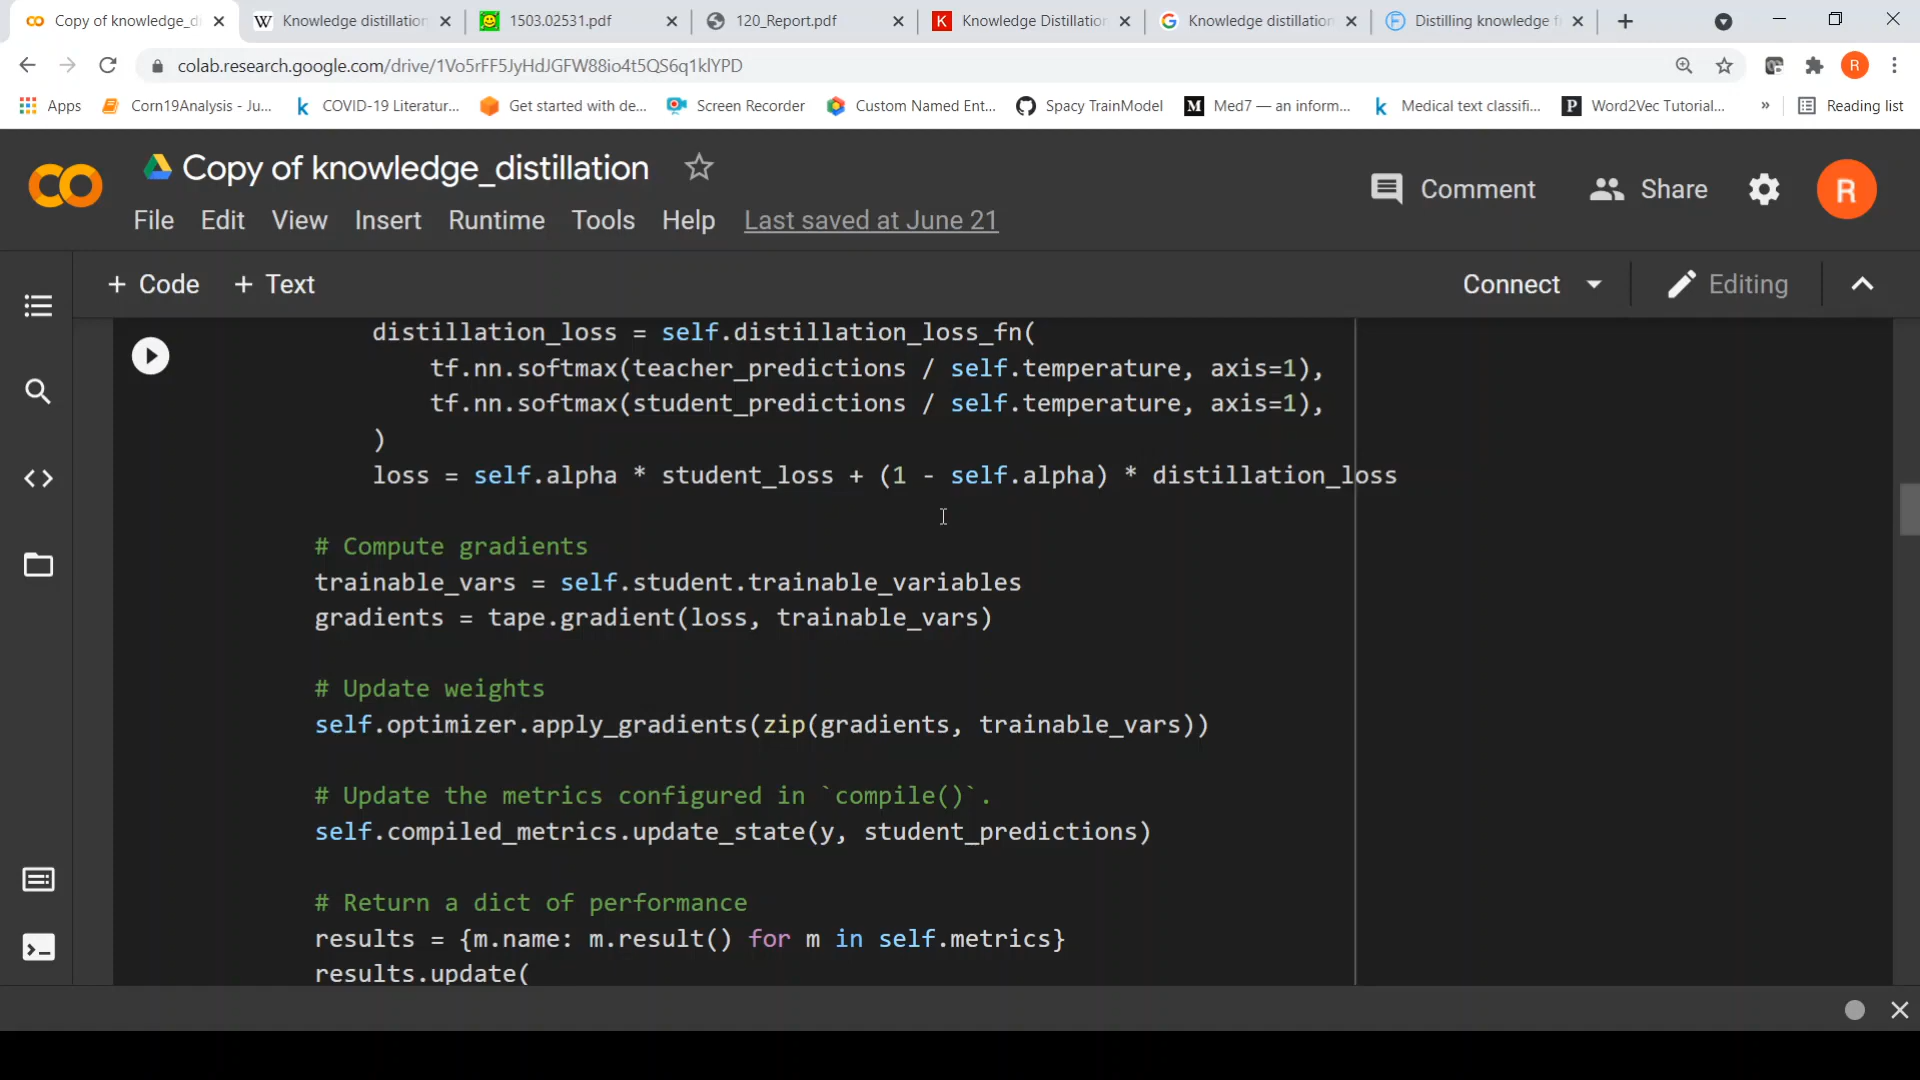 Copy of knowledge_di
Knowledge distillation
1503.02531.pdf
120_Report.pdf
K
Knowledge Distillation
Knowledge distillation
Distilling knowledge f
colab.research.google.com/drive/1Vo5rFF5JyHdJGFW88io4t5QS6q1klYPD
R
Apps
Corn19Analysis - Ju...
COVID-19 Literatur...
Get started with de...
Screen Recorder
Custom Named Ent...
Spacy TrainModel
Med7 — an inform...
Medical text classifi...
Word2Vec Tutorial...
»
Reading list
Copy of knowledge_distillation
Comment
Share
R
File Edit View Insert Runtime Tools Help Last saved at June 21
+ Code + Text
Connect
Editing
distillation_loss = self.distillation_loss_fn(
tf.nn.softmax(teacher_predictions / self.temperature, axis=1),
tf.nn.softmax(student_predictions / self.temperature, axis=1),
)
loss = self.alpha * student_loss + (1 - self.alpha) * distillation_loss
# Compute gradients
trainable_vars = self.student.trainable_variables
gradients = tape.gradient(loss, trainable_vars)
# Update weights
self.optimizer.apply_gradients(zip(gradients, trainable_vars))
# Update the metrics configured in `compile()`.
self.compiled_metrics.update_state(y, student_predictions)
# Return a dict of performance
results = {m.name: m.result() for m in self.metrics}
results.update(